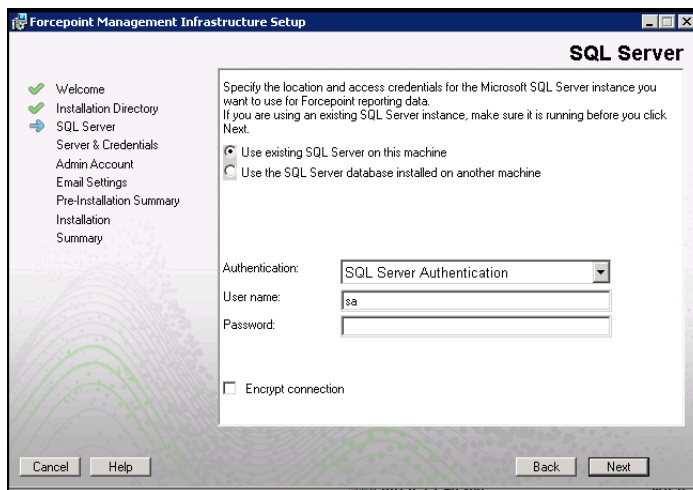 Forcepoint Management Infrastructure Setup
SQL Server
Welcome
Installation Directory
SQL Server
Server & Credentials
Admin Account
Email Settings
Pre-Installation Summary
Installation
Summary
Specify the location and access credentials for the Microsoft SQL Server instance you
want to use for Forcepoint reporting data.
If you are using an existing SQL Server instance, make sure it is running before you click
Next.
Use existing SQL Server on this machine
Use the SQL Server database installed on another machine
Authentication: SQL Server Authentication
User name: sa
Password:
Encrypt connection
Cancel Help Back Next